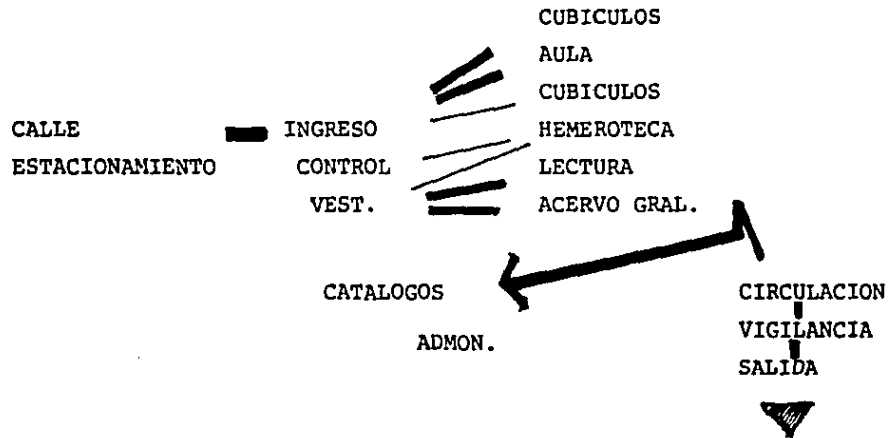 CUBICULOS
AULA
CUBICULOS
CALLE INGRESO HEMEROTECA
ESTACIONAMIENTO CONTROL LECTURA
VEST. ACERVO GRAL.
CATALOGOS CIRCULACION
ADMON. VIGILANCIA
SALIDA